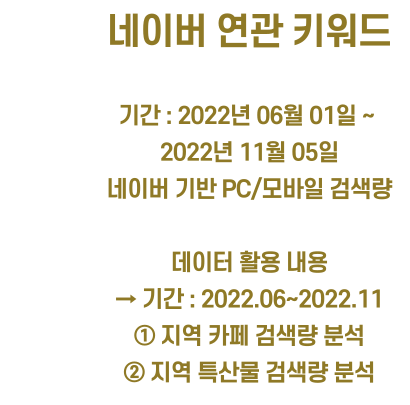 네이버 연관 키워드
기간 : 2022년 06월 01일 ~
2022년 11월 05일
네이버 기반 PC/모바일 검색량
데이터 활용 내용
→ 기간 : 2022.06~2022.11
① 지역 카페 검색량 분석
② 지역 특산물 검색량 분석